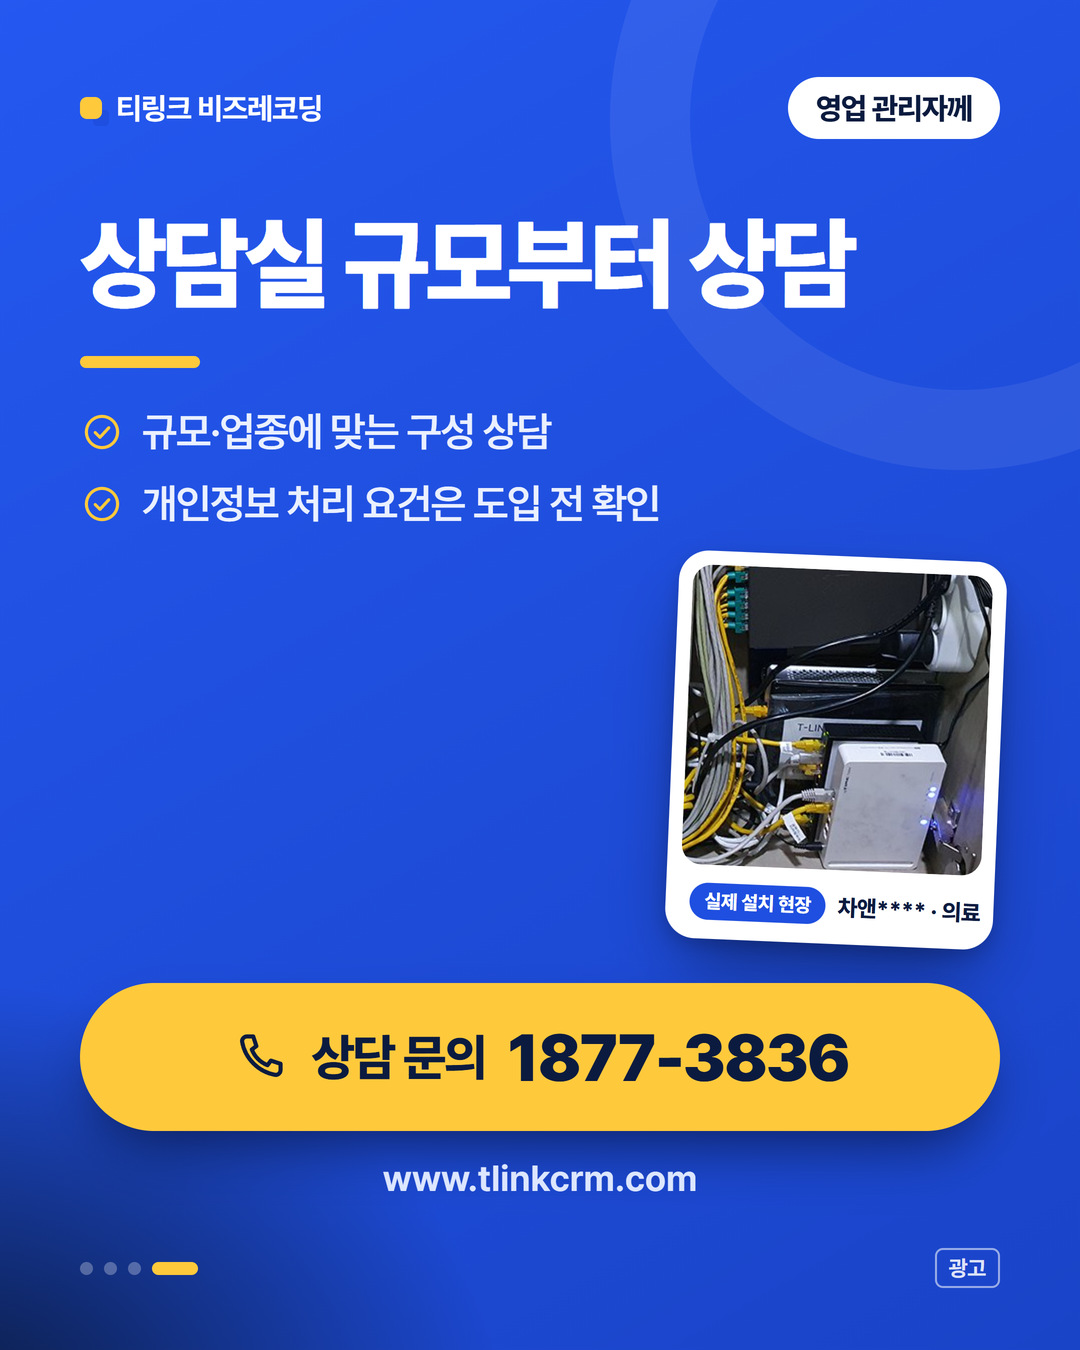 티링크 비즈레코딩
영업 관리자께
상담실 규모부터 상담
규모·업종에 맞는 구성 상담
개인정보 처리 요건은 도입 전 확인
T-LIN
실제 설치 현장
차앤**** · 의료
상담 문의 1877-3836
www.tlinkcrm.com
광고